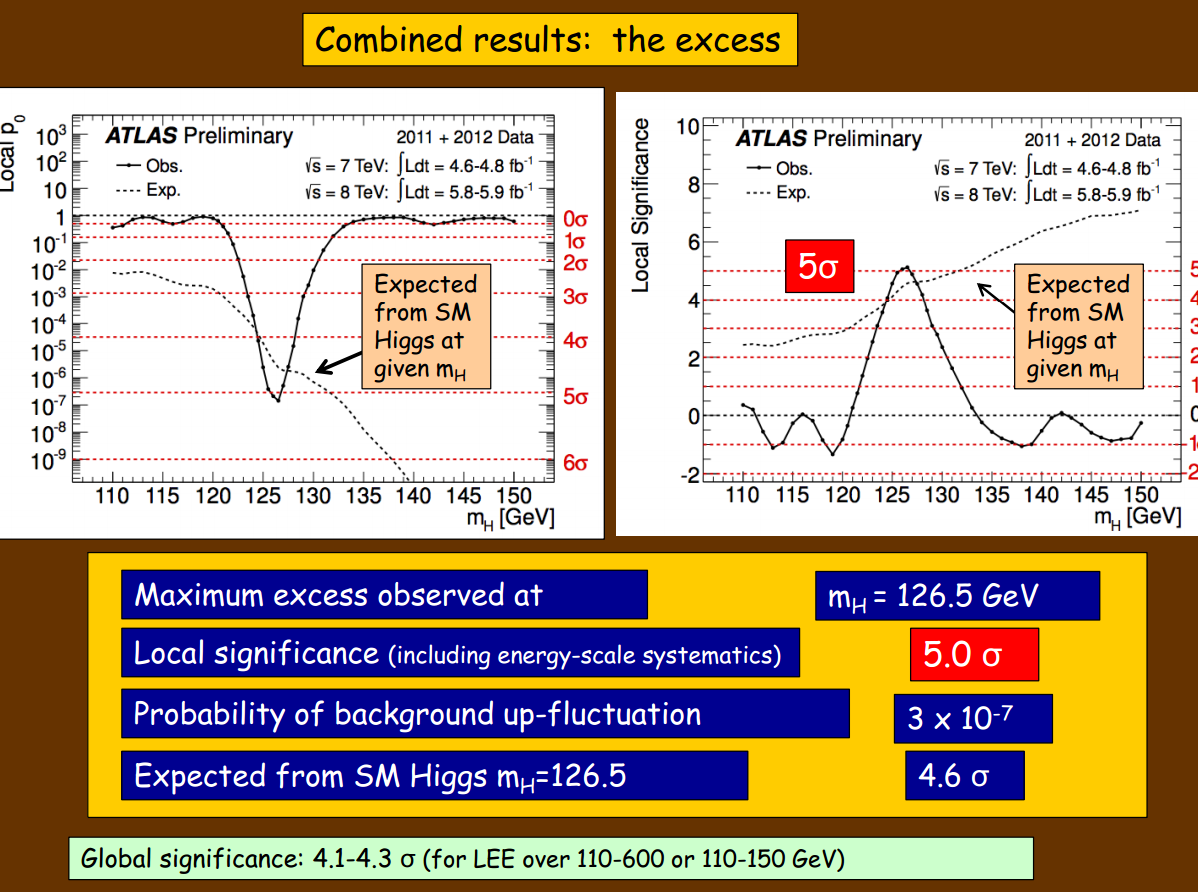 Combined results: the excess
Local p0
ATLAS Preliminary
2011 + 2012 Data
Obs.
√s = 7 TeV: ∫Ldt = 4.6-4.8 fb-1
Exp.
√s = 8 TeV: ∫Ldt = 5.8-5.9 fb-1
10³
10²
10
1
10-1
10-2
10-3
10-4
10-5
10-6
10-7
10-8
10-9
0σ
1σ
2σ
3σ
4σ
5σ
6σ
Expected
from SM
Higgs at
given mH
110 115 120 125 130 135 140 145 150
mH [GeV]
Local Significance
ATLAS Preliminary
2011 + 2012 Data
Obs.
√s = 7 TeV: ∫Ldt = 4.6-4.8 fb-1
Exp.
√s = 8 TeV: ∫Ldt = 5.8-5.9 fb-1
10
8
6
4
2
0
-2
5σ
Expected
from SM
Higgs at
given mH
5
4
3
2
1
0
-1
-2
110 115 120 125 130 135 140 145 150
mH [GeV]
Maximum excess observed at mH = 126.5 GeV
Local significance (including energy-scale systematics) 5.0 σ
Probability of background up-fluctuation 3 x 10-7
Expected from SM Higgs mH=126.5 4.6 σ
Global significance: 4.1-4.3 σ (for LEE over 110-600 or 110-150 GeV)